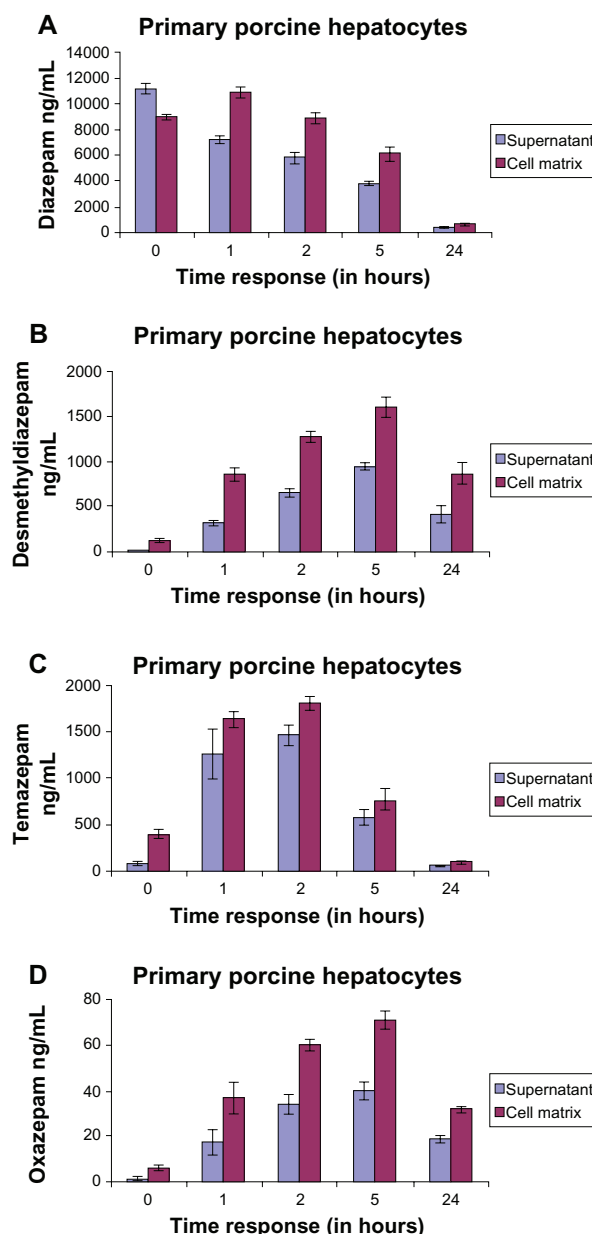 A
Primary porcine hepatocytes
Diazepam ng/mL
14000
12000
10000
8000
6000
4000
2000
0
0 1 2 5 24
Time response (in hours)
Supernatant
Cell matrix
B
Primary porcine hepatocytes
Desmethyldiazepam
ng/mL
2000
1500
1000
500
0
0 1 2 5 24
Time response (in hours)
Supernatant
Cell matrix
C
Primary porcine hepatocytes
Temazepam
ng/mL
2000
1500
1000
500
0
0 1 2 5 24
Time response (in hours)
Supernatant
Cell matrix
D
Primary porcine hepatocytes
Oxazepam ng/mL
80
60
40
20
0
0 1 2 5 24
Time response (in hours)
Supernatant
Cell matrix